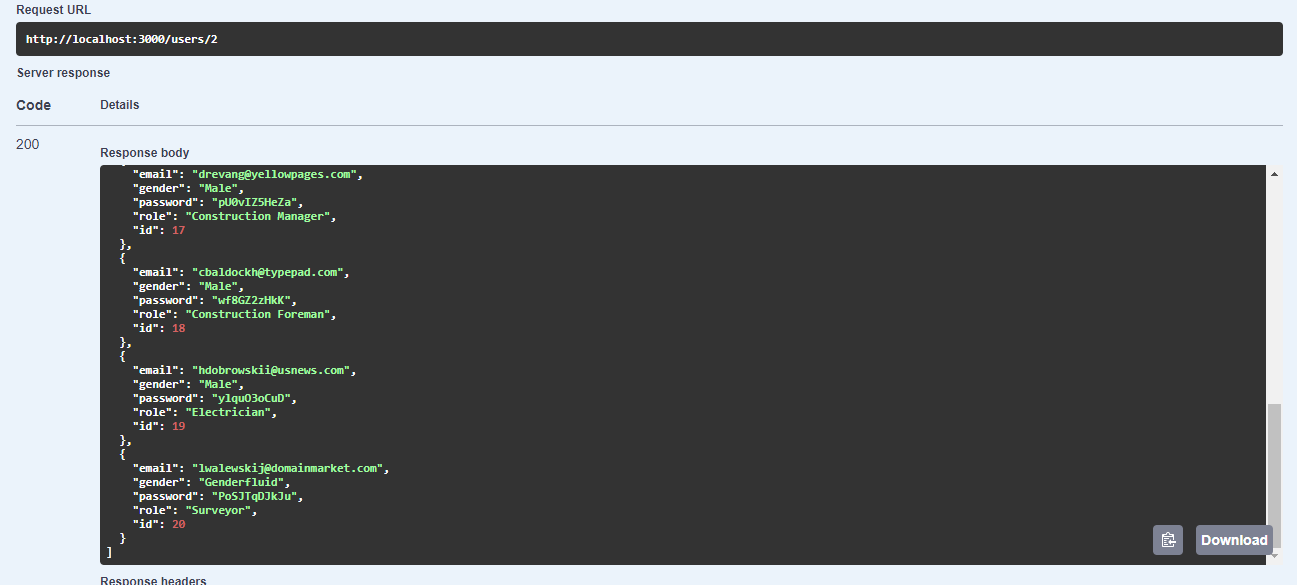 Request URL
http://localhost:3000/users/2
Server response
Code Details
200
Response body
"email": "drevang@yellowpages.com",
"gender": "Male",
"password": "pU0vIZ5HeZa",
"role": "Construction Manager",
"id": 17
},
{
"email": "cbaldockh@typepad.com",
"gender": "Male",
"password": "wf8GZ2zHkK",
"role": "Construction Foreman",
"id": 18
},
{
"email": "hdobrowskii@usnews.com",
"gender": "Male",
"password": "ylquO3oCuD",
"role": "Electrician",
"id": 19
},
{
"email": "lwalewskij@domainmarket.com",
"gender": "Genderfluid",
"password": "PoSJTqDJkJu",
"role": "Surveyor",
"id": 20
}
]
Download
Response headers